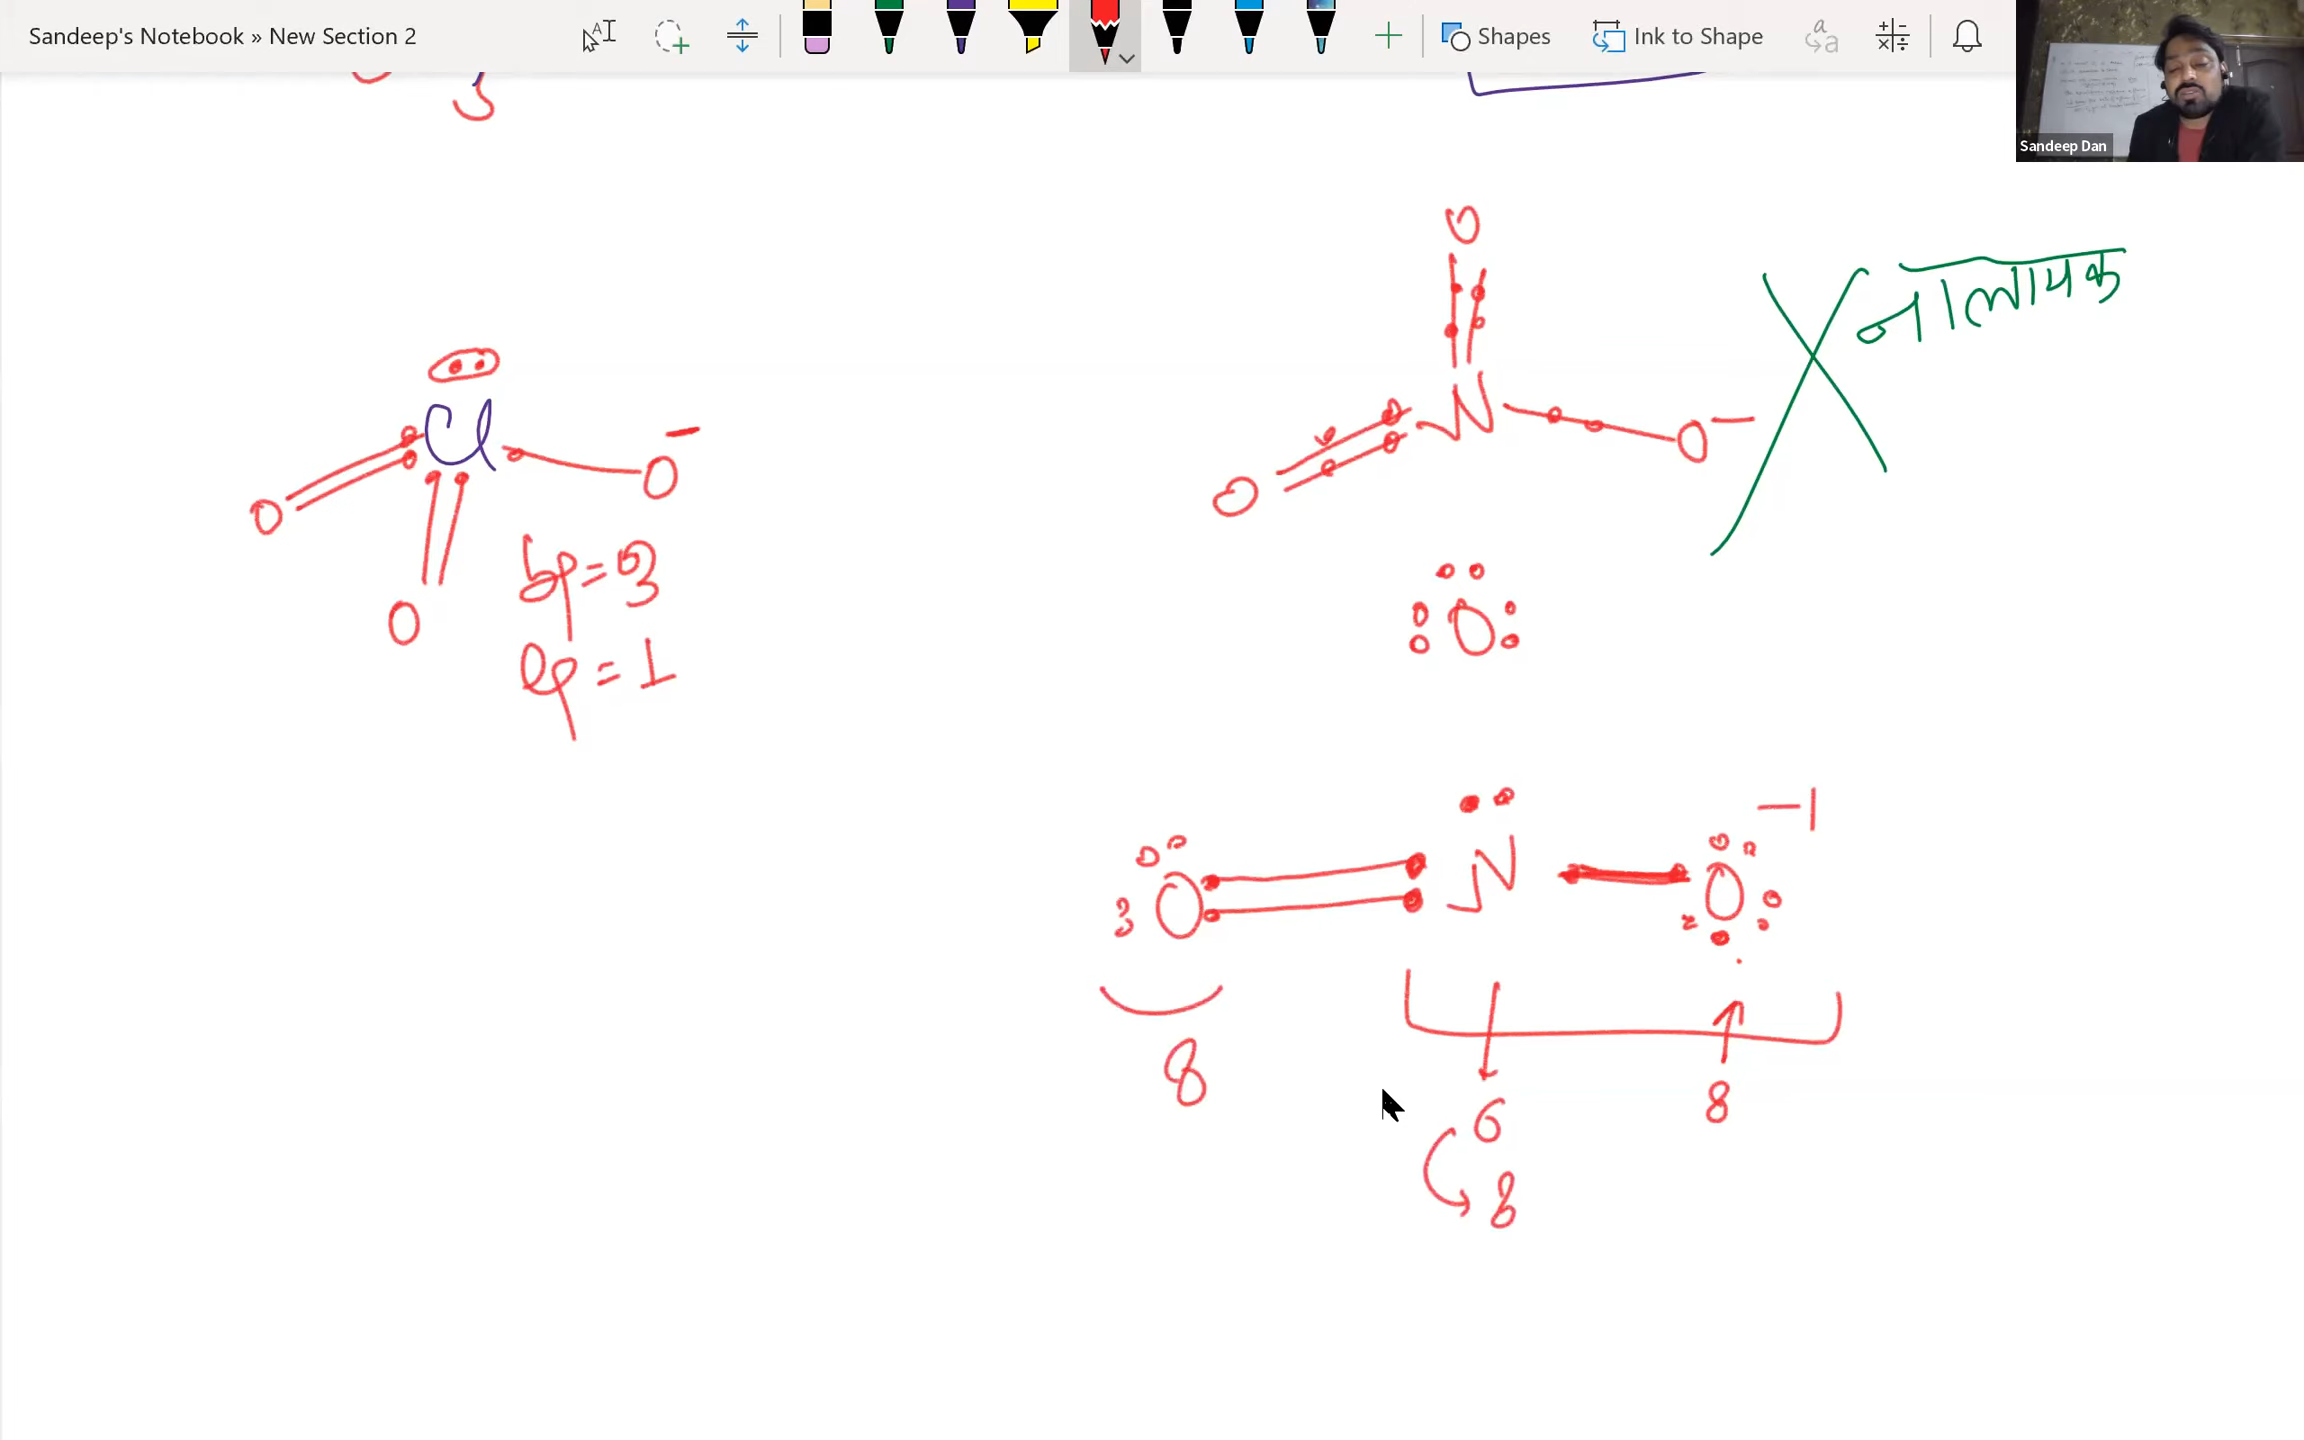 Sandeep's Notebook » New Section 2
Shapes
Ink to Shape
Sandeep Dan
3
O
नालायक
Cl
O -
N
O -
O
O
O
bp = 3
lp = 1
O
-1
O
N
O
8
6
8
8